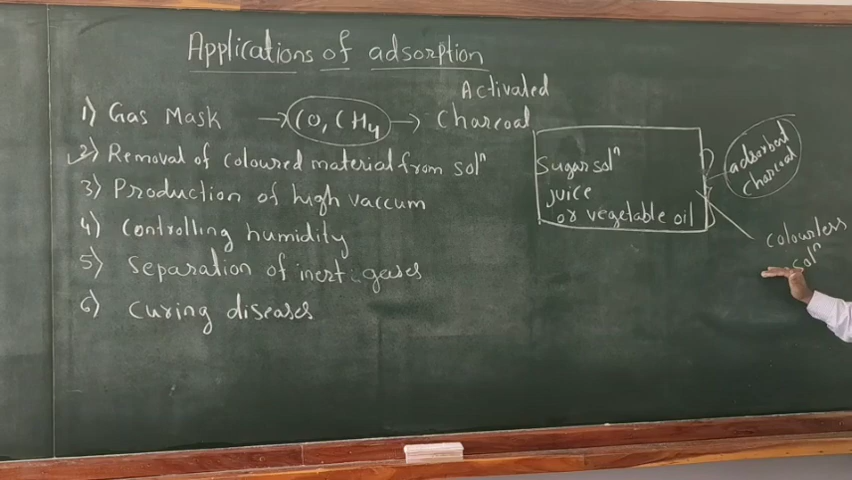 Applications of adsorption
Activated
1) Gas Mask → CO, CH4 → Charcoal
2) Removal of coloured material from solⁿ
3) Production of high vaccum
4) Controlling humidity
5) Separation of inert gases
6) Curing diseases
Sugar solⁿ
juice
or vegetable oil
adsorbent
charcoal
Colourless
solⁿ